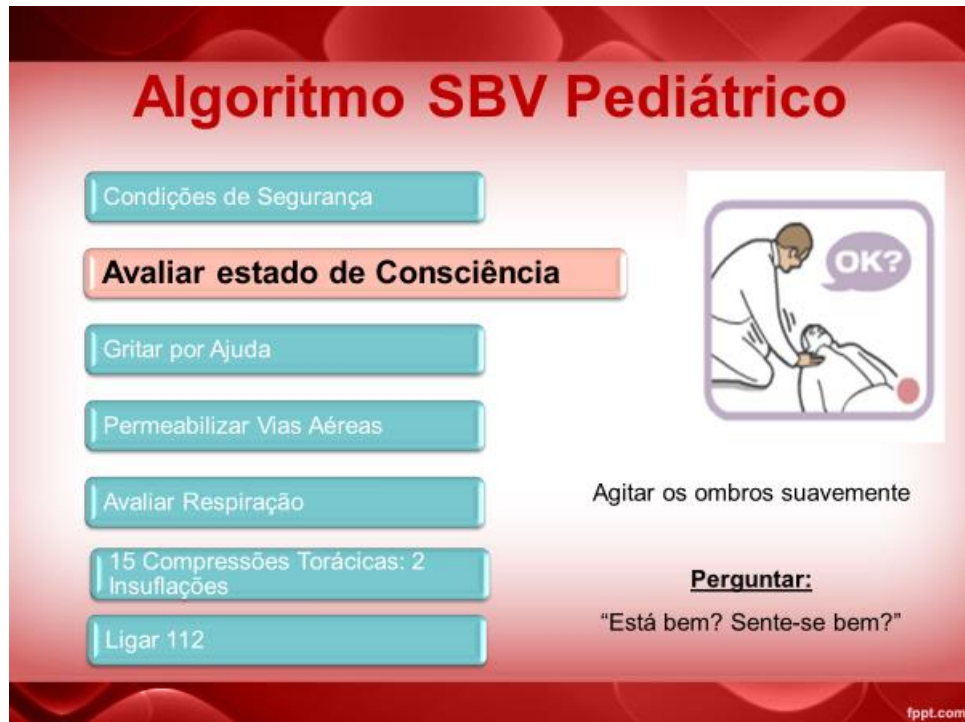 Algoritmo SBV Pediátrico
Condições de Segurança
Avaliar estado de Consciência
Gritar por Ajuda
Permeabilizar Vias Aéreas
Avaliar Respiração
15 Compressões Torácicas: 2
Insuflações
Ligar 112
OK?
Agitar os ombros suavemente
Perguntar:
“Está bem? Sente-se bem?”
fppt.com